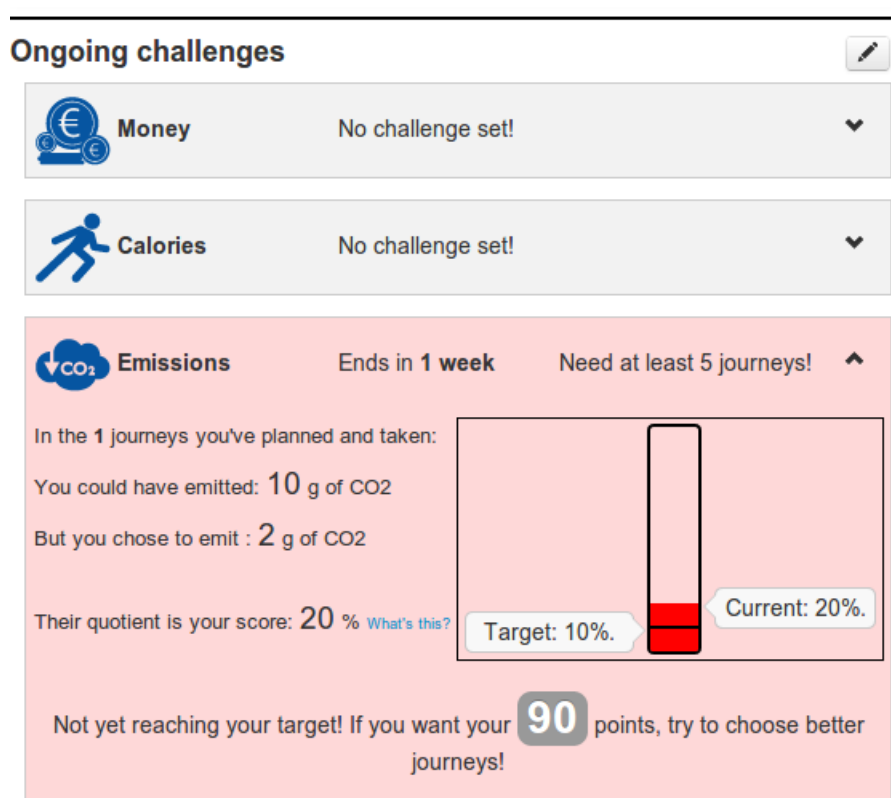 Ongoing challenges
Money No challenge set!
Calories No challenge set!
CO2 Emissions Ends in 1 week Need at least 5 journeys!
In the 1 journeys you've planned and taken:
You could have emitted: 10 g of CO2
But you chose to emit : 2 g of CO2
Their quotient is your score: 20 % What's this?
Target: 10%.
Current: 20%.
Not yet reaching your target! If you want your 90 points, try to choose better
journeys!